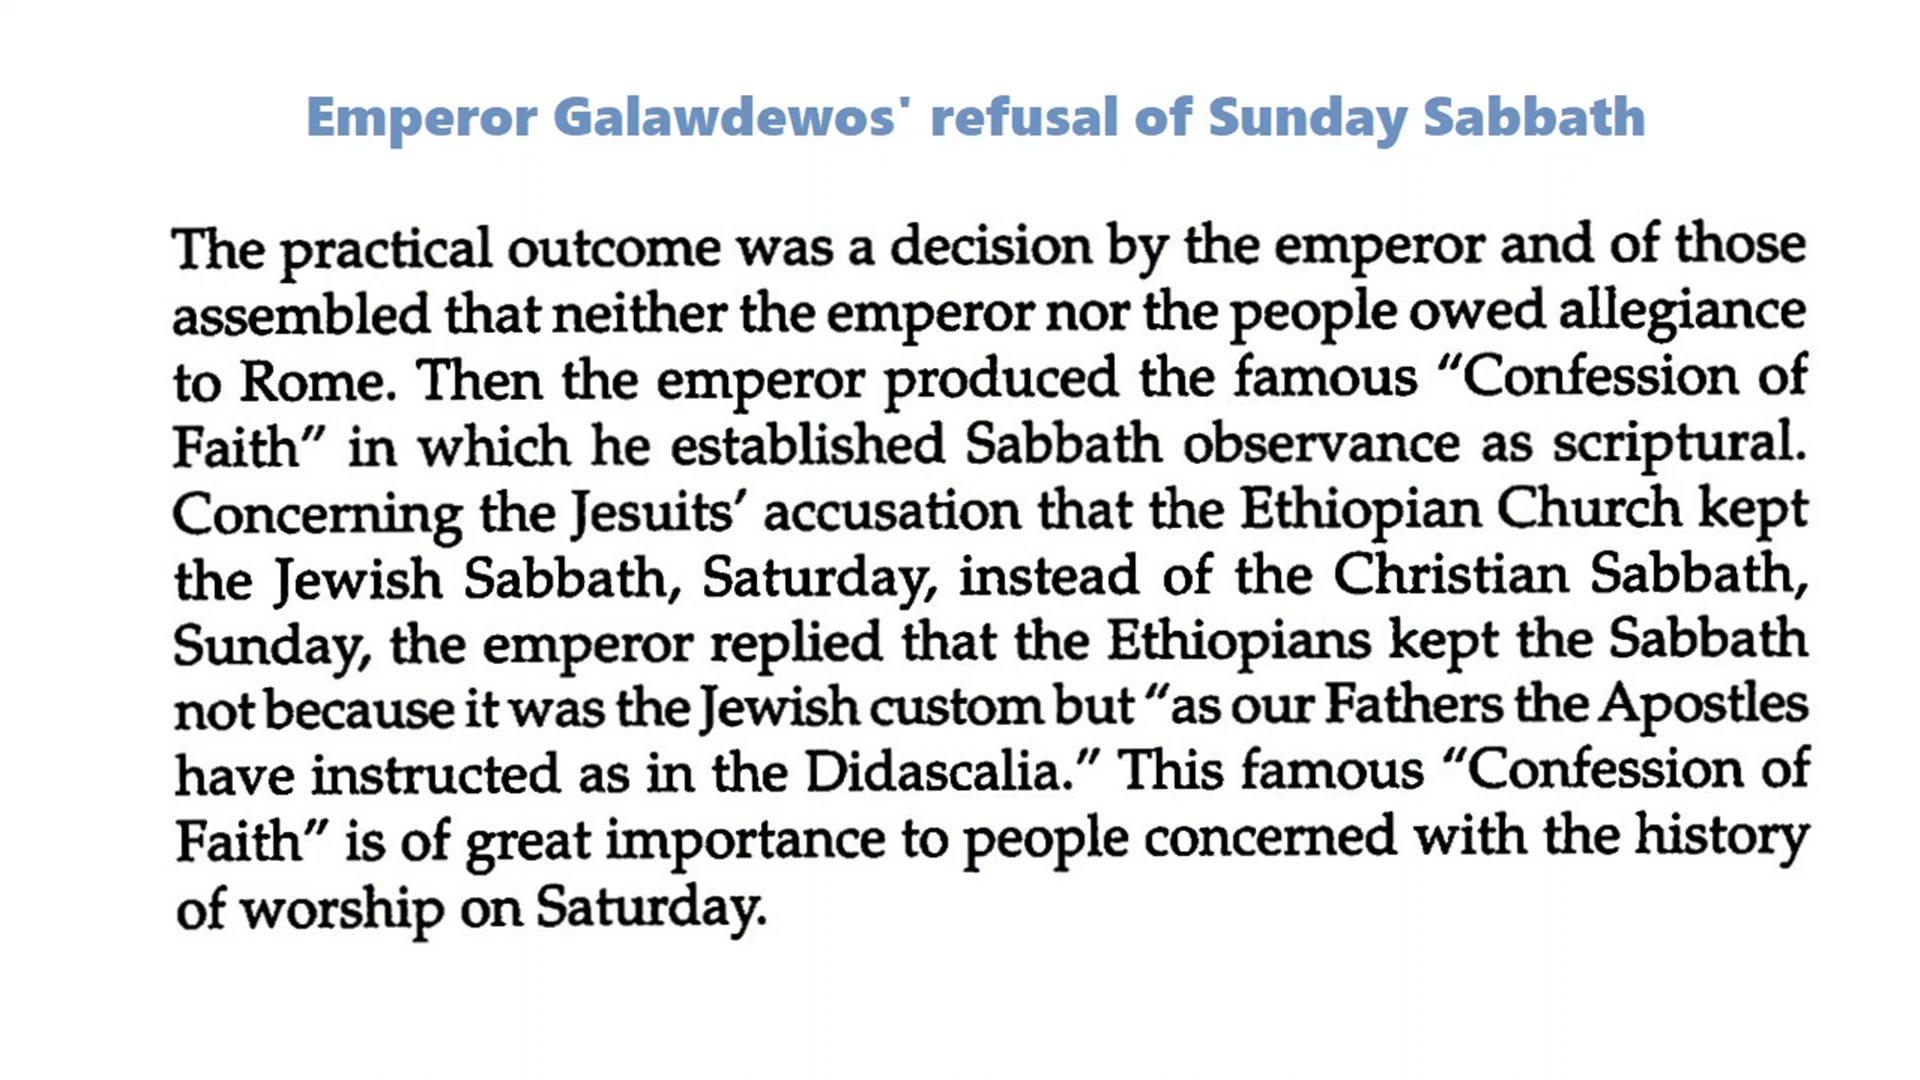 Emperor Galawdewos' refusal of Sunday Sabbath
The practical outcome was a decision by the emperor and of those
assembled that neither the emperor nor the people owed allegiance
to Rome. Then the emperor produced the famous “Confession of
Faith” in which he established Sabbath observance as scriptural.
Concerning the Jesuits’ accusation that the Ethiopian Church kept
the Jewish Sabbath, Saturday, instead of the Christian Sabbath,
Sunday, the emperor replied that the Ethiopians kept the Sabbath
not because it was the Jewish custom but “as our Fathers the Apostles
have instructed as in the Didascalia.” This famous “Confession of
Faith” is of great importance to people concerned with the history
of worship on Saturday.